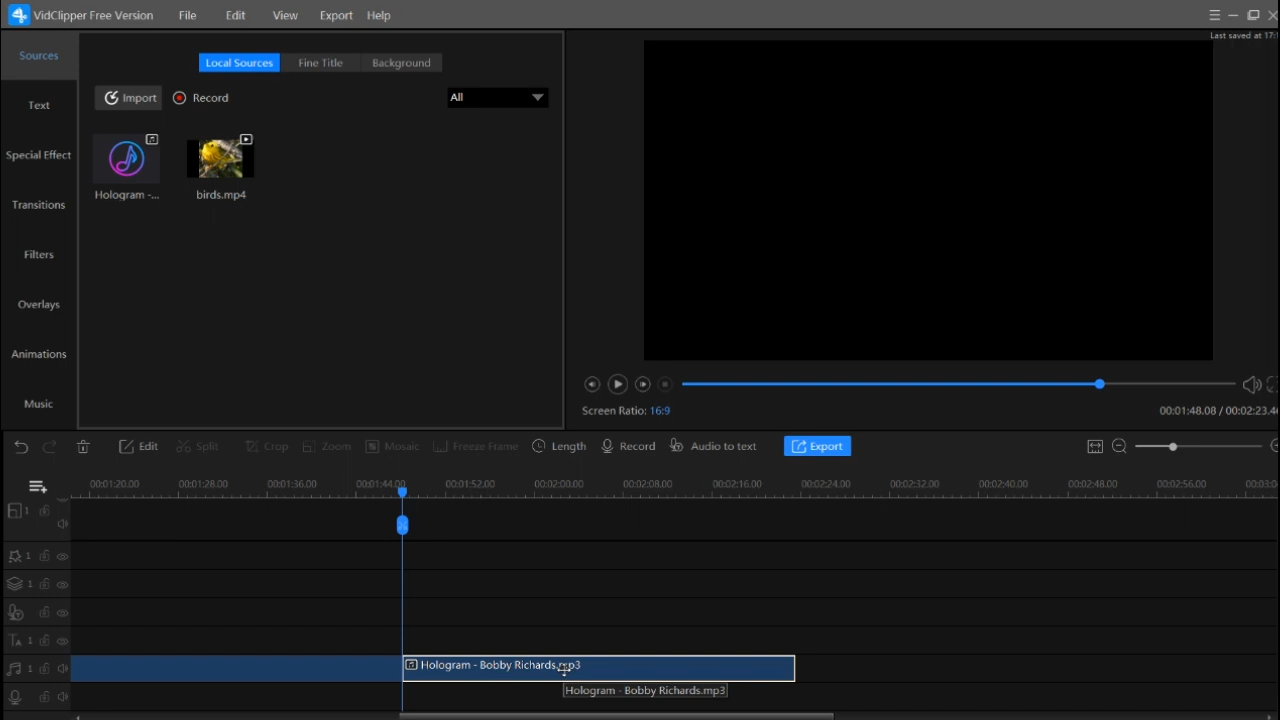 VidClipper Free Version File Edit View Export Help
Last saved at 17:
Sources
Text
Special Effect
Transitions
Filters
Overlays
Animations
Music
Local Sources Fine Title Background
Import Record All
Hologram -... birds.mp4
Screen Ratio: 16:9 00:01:48.08 / 00:02:23.4
Edit Split Crop Zoom Mosaic Freeze Frame Length Record Audio to text Export
00:01:20.00 00:01:28.00 00:01:36.00 00:01:44.00 00:01:52.00 00:02:00.00 00:02:08.00 00:02:16.00 00:02:24.00 00:02:32.00 00:02:40.00 00:02:48.00 00:02:56.00 00:03:0
1
1
1
TA 1
1 Hologram - Bobby Richards.mp3
Hologram - Bobby Richards.mp3